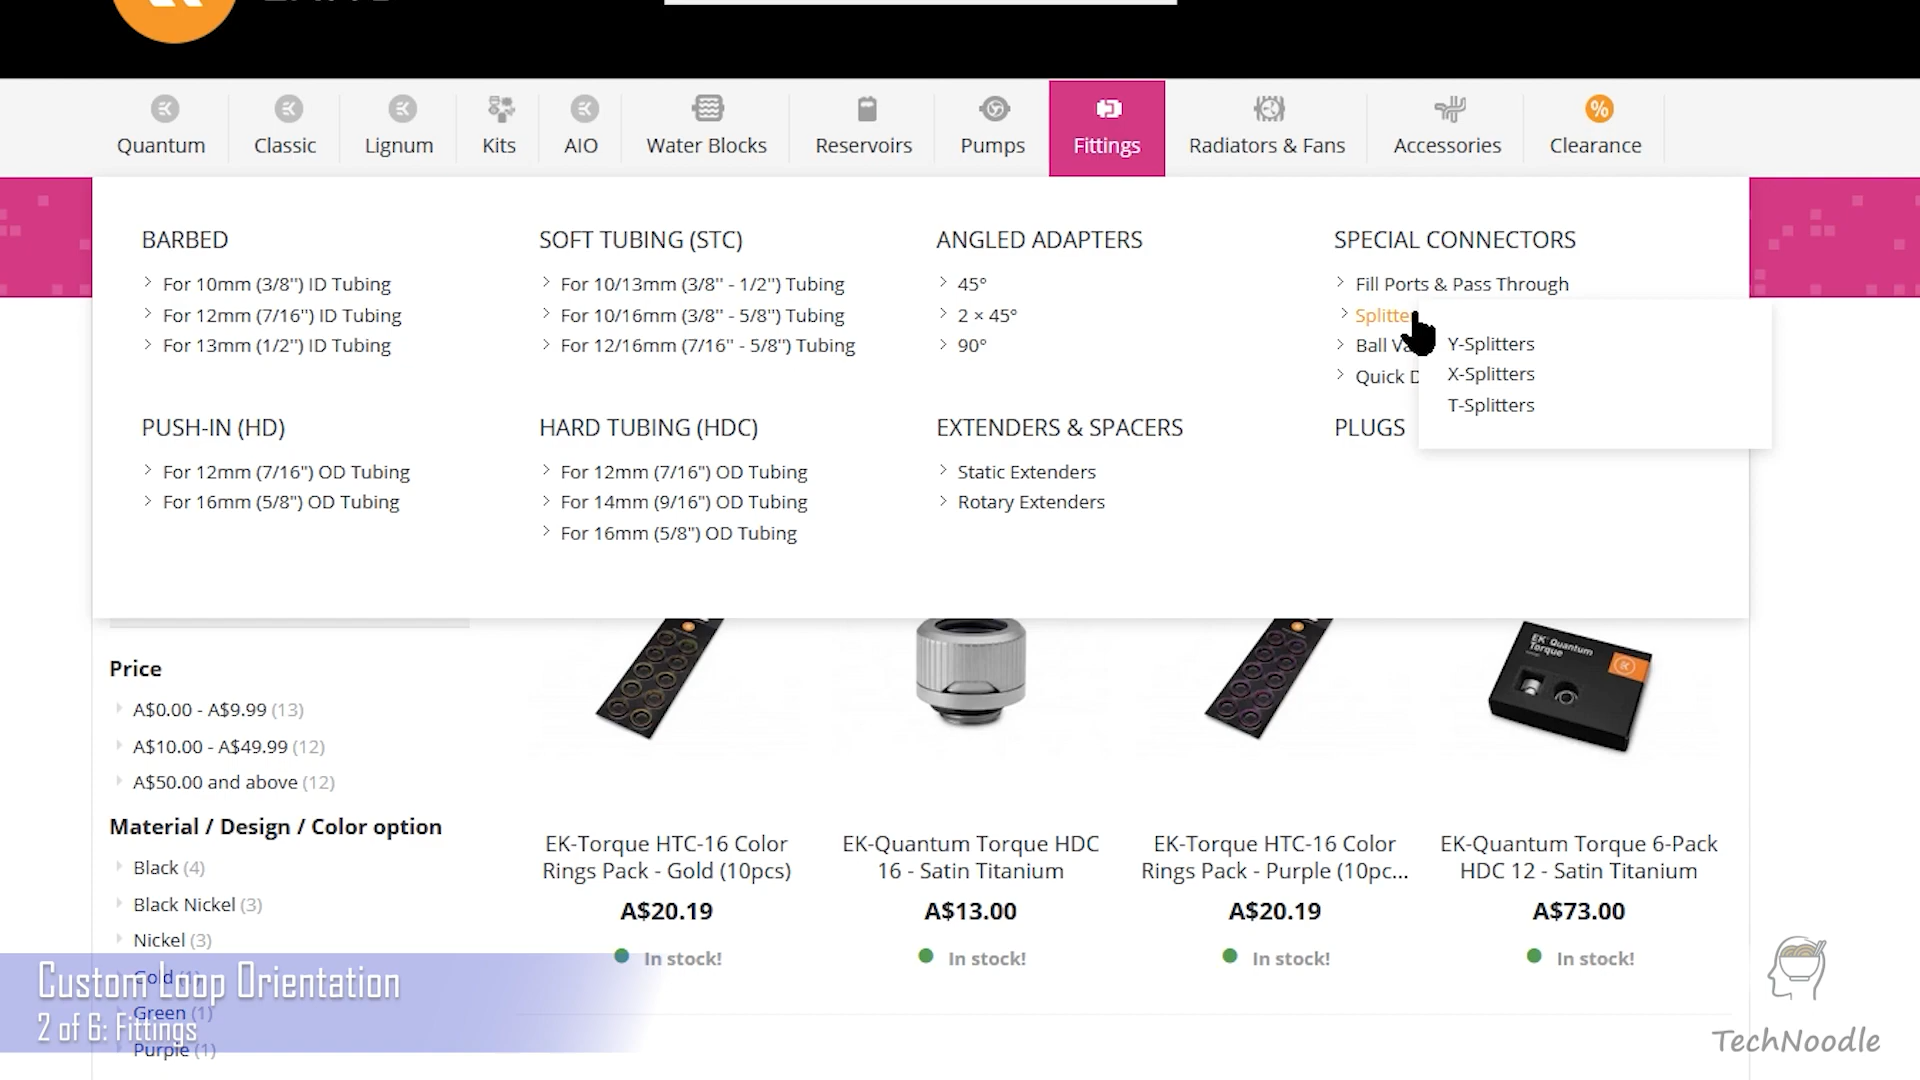 Quantum
Classic
Lignum
Kits
AIO
Water Blocks
Reservoirs
Pumps
Fittings
Radiators & Fans
Accessories
%
Clearance
BARBED
For 10mm (3/8") ID Tubing
For 12mm (7/16") ID Tubing
For 13mm (1/2") ID Tubing
SOFT TUBING (STC)
For 10/13mm (3/8" - 1/2") Tubing
For 10/16mm (3/8" - 5/8") Tubing
For 12/16mm (7/16" - 5/8") Tubing
ANGLED ADAPTERS
45°
2 × 45°
90°
SPECIAL CONNECTORS
Fill Ports & Pass Through
Splitte
Ball Va
Quick D
Y-Splitters
X-Splitters
T-Splitters
PUSH-IN (HD)
For 12mm (7/16") OD Tubing
For 16mm (5/8") OD Tubing
HARD TUBING (HDC)
For 12mm (7/16") OD Tubing
For 14mm (9/16") OD Tubing
For 16mm (5/8") OD Tubing
EXTENDERS & SPACERS
Static Extenders
Rotary Extenders
PLUGS
Price
A$0.00 - A$9.99 (13)
A$10.00 - A$49.99 (12)
A$50.00 and above (12)
Material / Design / Color option
Black (4)
Black Nickel (3)
Nickel (3)
Gold (1)
Green (1)
Purple (1)
EK-Quantum
Torque
EK-Torque HTC-16 Color
Rings Pack - Gold (10pcs)
A$20.19
In stock!
EK-Quantum Torque HDC
16 - Satin Titanium
A$13.00
In stock!
EK-Torque HTC-16 Color
Rings Pack - Purple (10pc...
A$20.19
In stock!
EK-Quantum Torque 6-Pack
HDC 12 - Satin Titanium
A$73.00
In stock!
Custom Loop Orientation
2 of 6: Fittings
TechNoodle